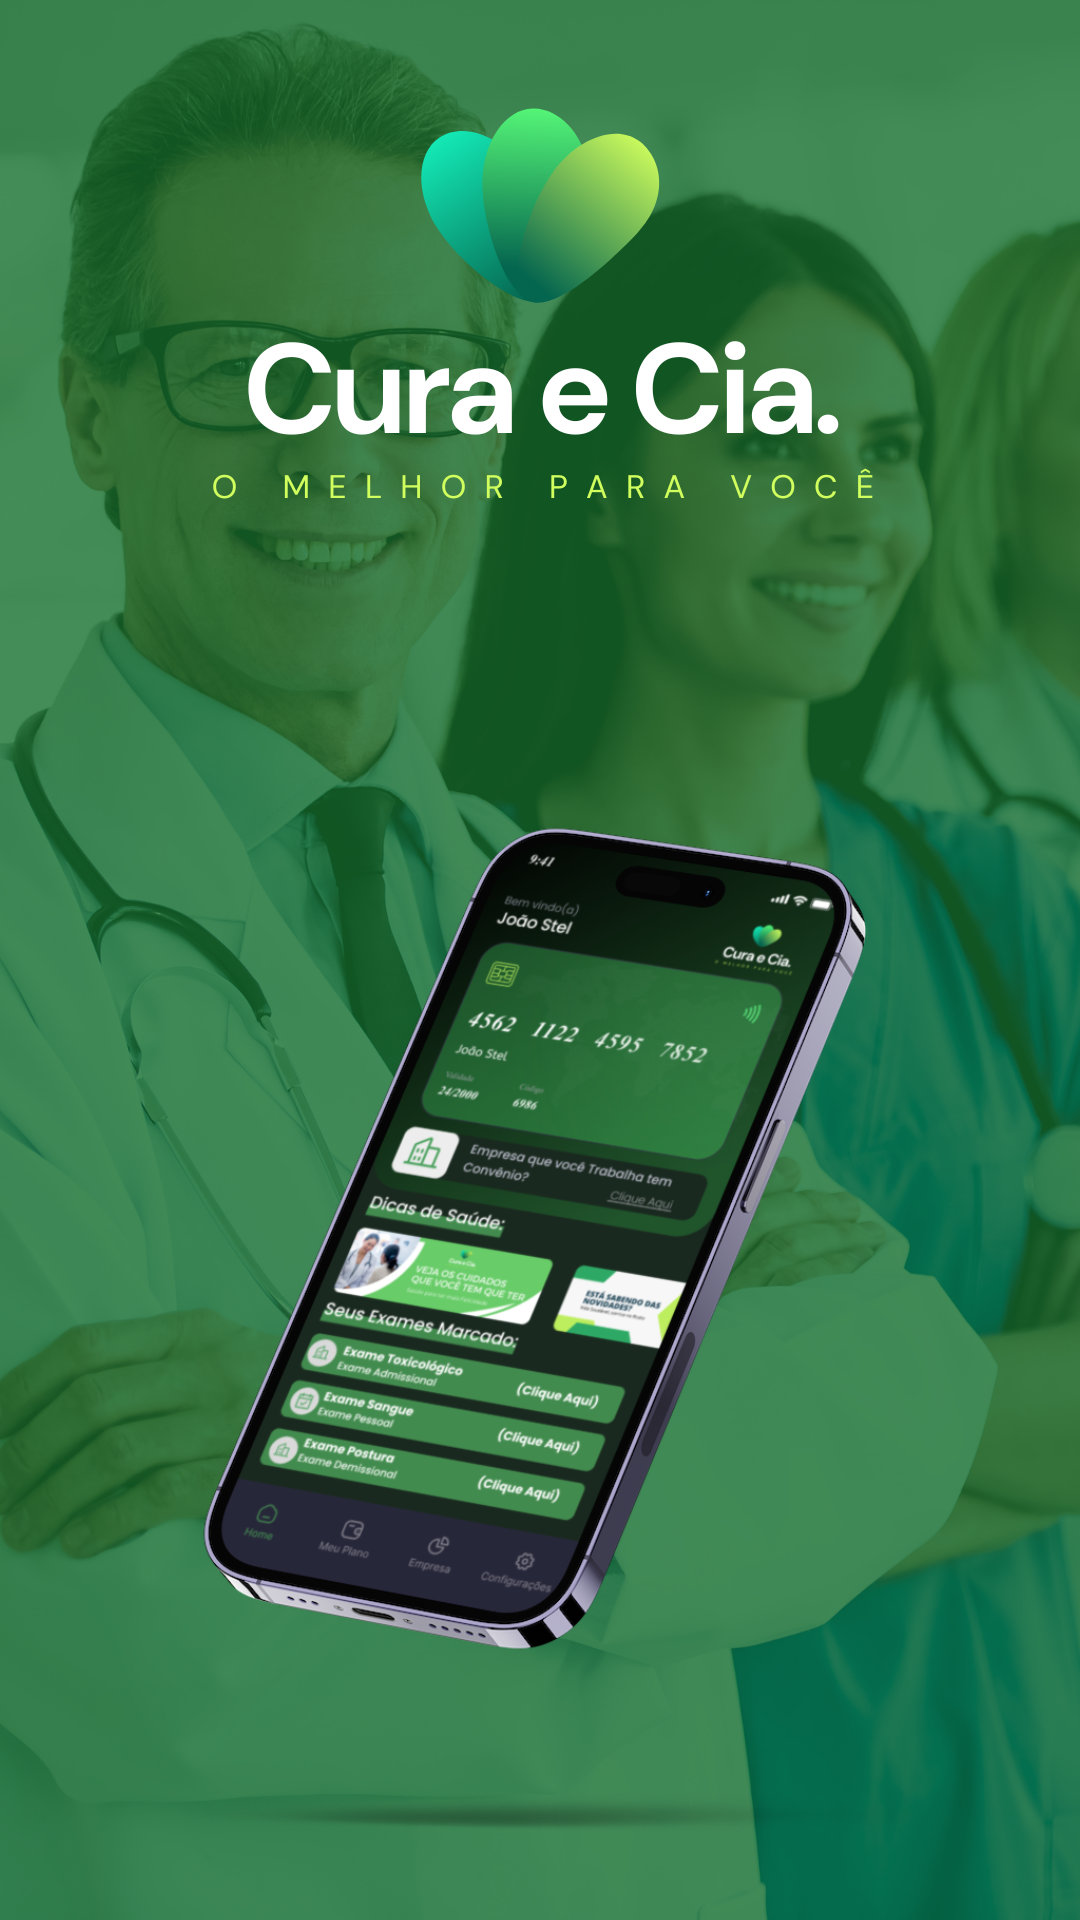 Cura e Cia.
O MELHOR PARA VOCÊ
9:41
Bem vindo(a)
João Stel
Cura e Cia.
O MELHOR PARA VOCÊ
4562 1122 4595 7852
João Stel
Validade Código
24/2000 6986
Empresa que você Trabalha tem
Convênio?
Clique Aqui
Dicas de Saúde:
Cura e Cia.
VEJA OS CUIDADOS
QUE VOCÊ TEM QUE TER
ESTÁ SABENDO DAS
NOVIDADES?
Seus Exames Marcado:
Exame Toxicológico
Exame Admissional
(Clique Aqui)
Exame Sangue
Exame Pessoal
(Clique Aqui)
Exame Postura
Exame Demissional
(Clique Aqui)
Home Meu Plano Empresa Configurações